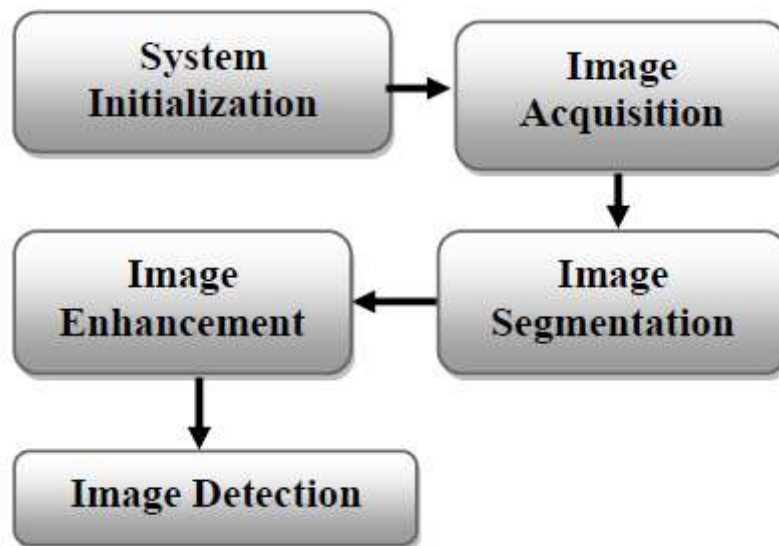 System
Initialization
Image
Acquisition
Image
Segmentation
Image
Enhancement
Image Detection